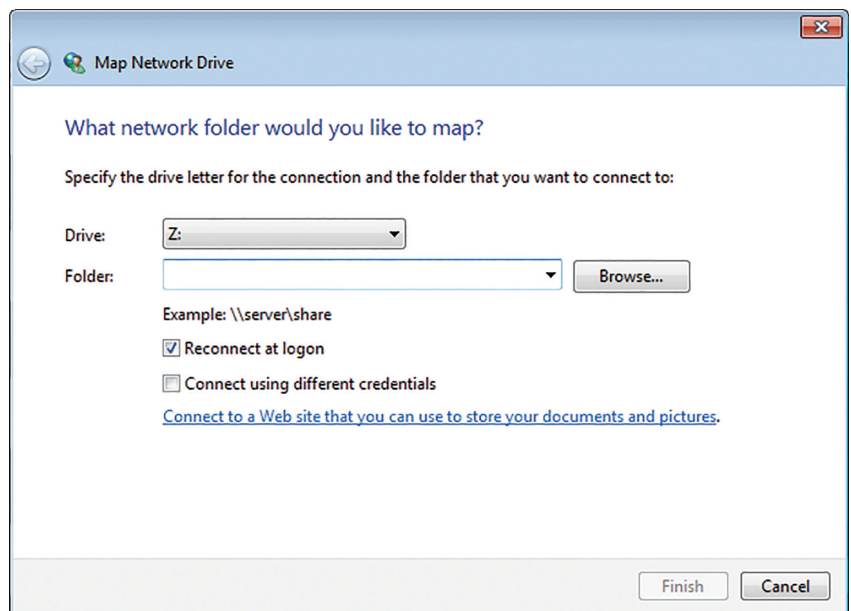 Map Network Drive
What network folder would you like to map?
Specify the drive letter for the connection and the folder that you want to connect to:
Drive: Z:
Folder: Browse...
Example: \\server\share
Reconnect at logon
Connect using different credentials
Connect to a Web site that you can use to store your documents and pictures.
Finish Cancel